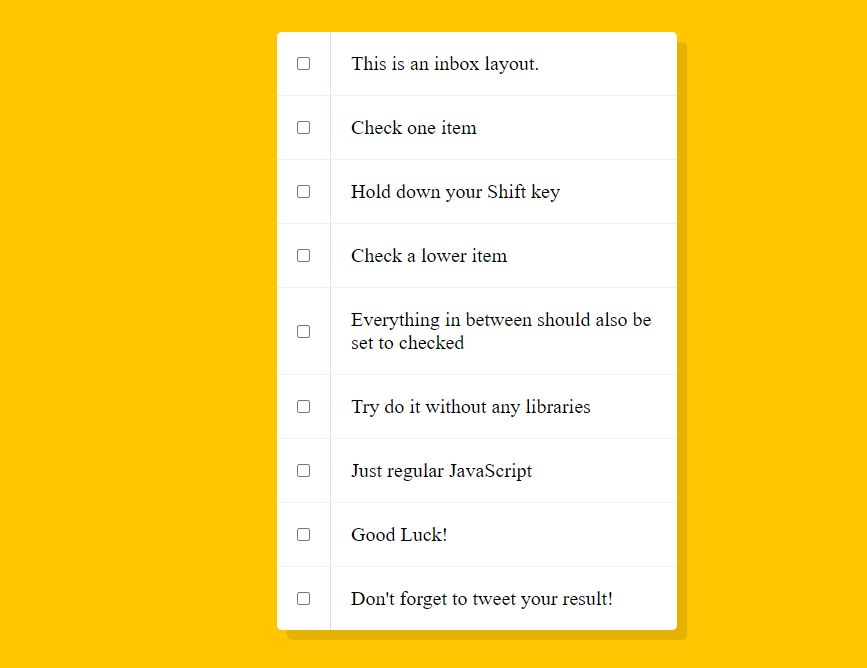 This is an inbox layout.
Check one item
Hold down your Shift key
Check a lower item
Everything in between should also be
set to checked
Try do it without any libraries
Just regular JavaScript
Good Luck!
Don't forget to tweet your result!